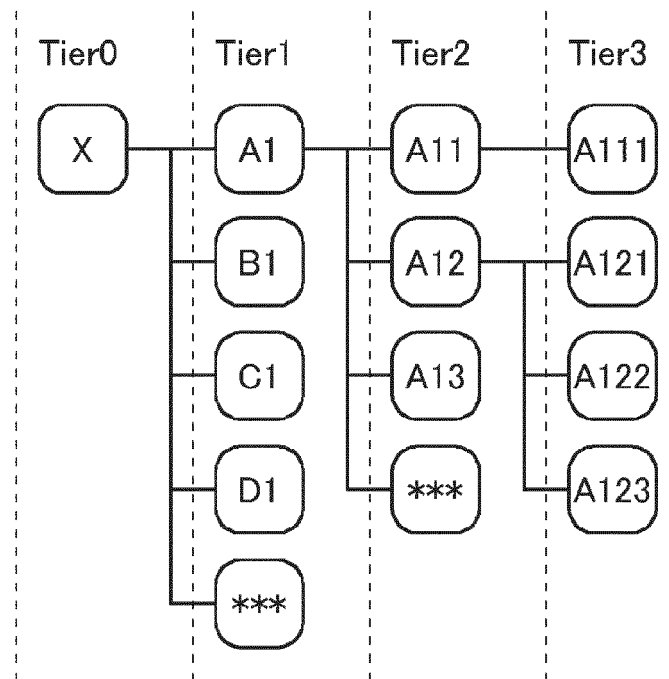 Tier0 Tier1 Tier2 Tier3
X A1 A11 A111
B1 A12 A121
C1 A13 A122
D1 *** A123
***